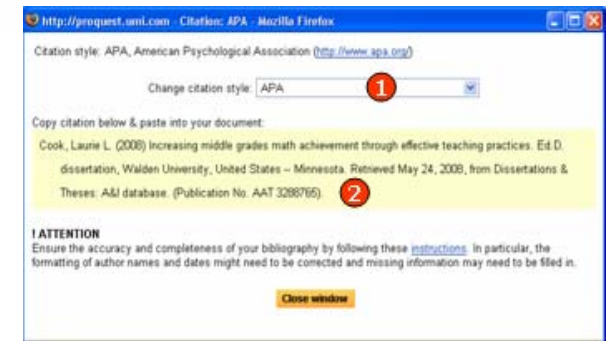 http://proquest.umi.com - Citation: APA - Mozilla Firefox
Citation style: APA, American Psychological Association (http://www.apa.org/)
Change citation style: APA
1
Copy citation below & paste into your document:
Cook, Laurie L. (2008) Increasing middle grades math achievement through effective teaching practices. Ed.D.
dissertation, Walden University, United States -- Minnesota. Retrieved May 24, 2008, from Dissertations &
Theses: A&I database. (Publication No. AAT 3288765).
2
! ATTENTION
Ensure the accuracy and completeness of your bibliography by following these instructions. In particular, the
formatting of author names and dates might need to be corrected and missing information may need to be filled in.
Close window